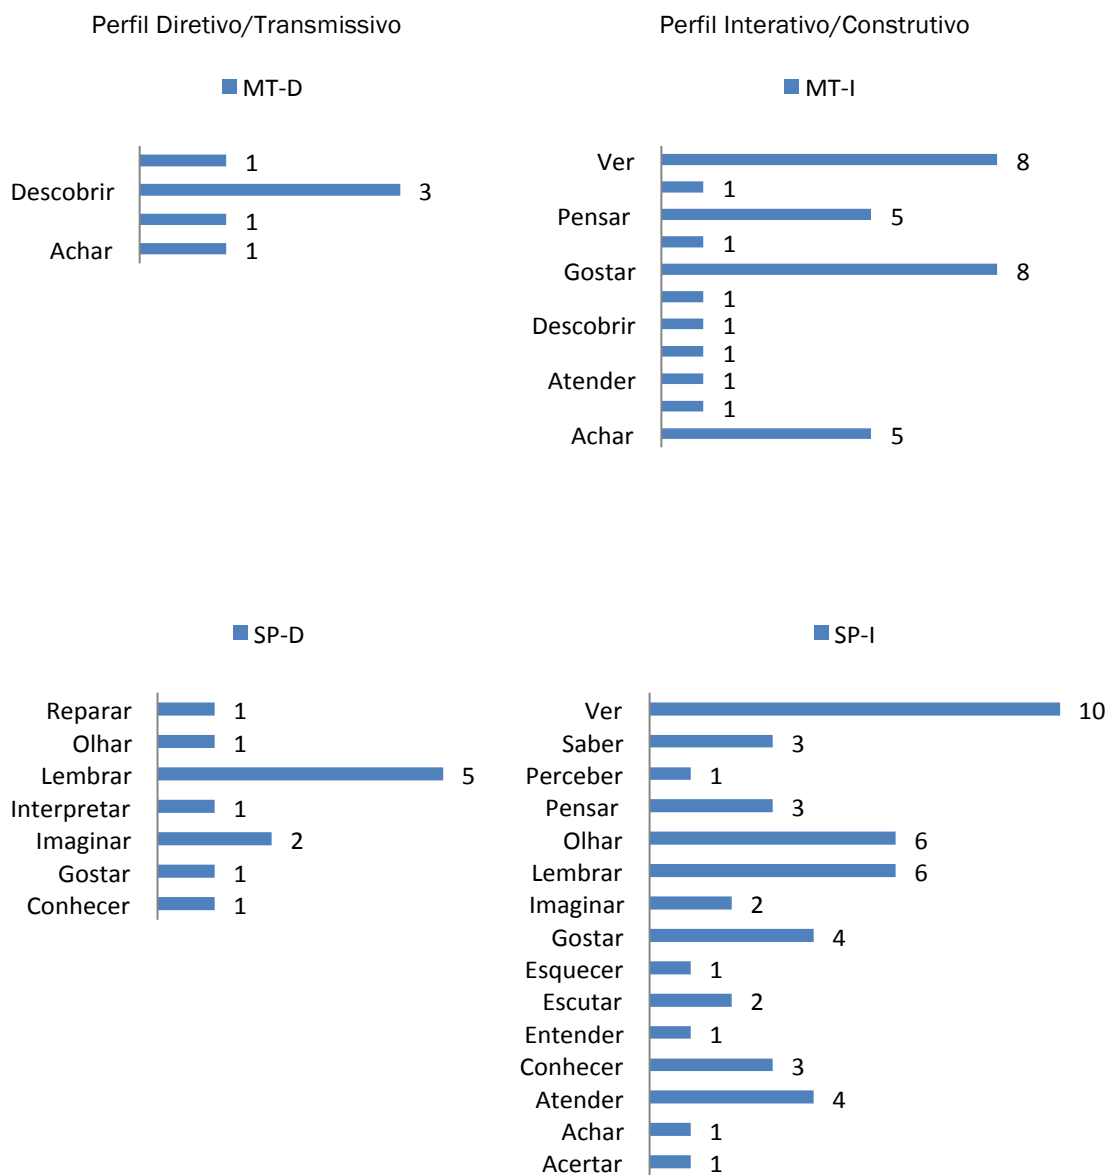 Perfil Diretivo/Transmissivo
Perfil Interativo/Construtivo
MT-D
1
Descobrir 3
1
Achar 1
MT-I
Ver 8
1
Pensar 5
1
Gostar 8
1
Descobrir 1
1
Atender 1
1
Achar 5
SP-D
Reparar 1
Olhar 1
Lembrar 5
Interpretar 1
Imaginar 2
Gostar 1
Conhecer 1
SP-I
Ver 10
Saber 3
Perceber 1
Pensar 3
Olhar 6
Lembrar 6
Imaginar 2
Gostar 4
Esquecer 1
Escutar 2
Entender 1
Conhecer 3
Atender 4
Achar 1
Acertar 1